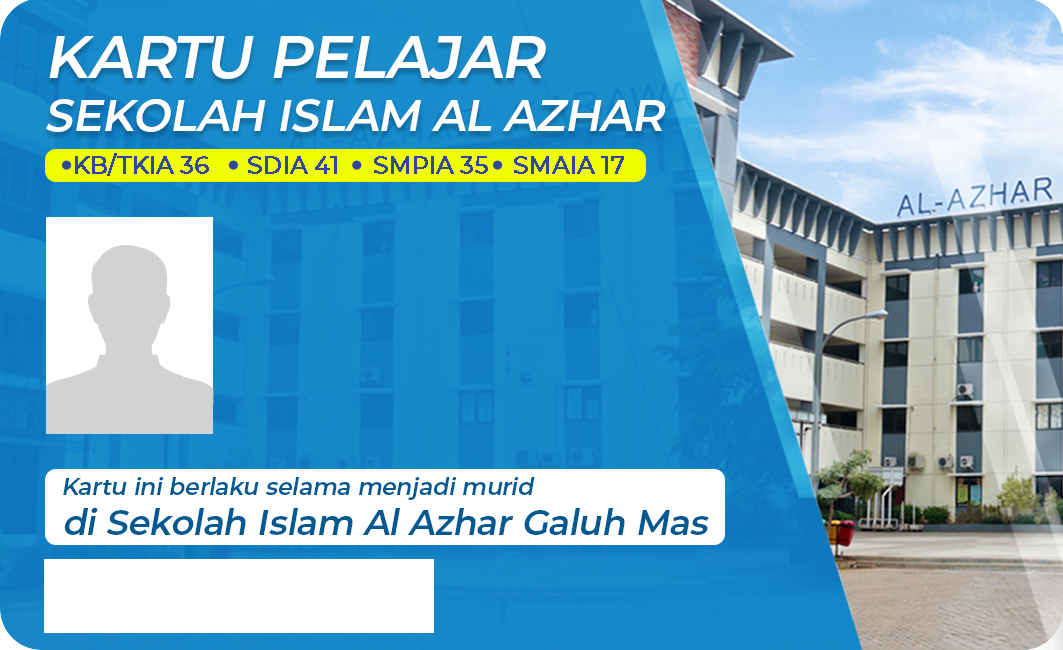 KARTU PELAJAR
SEKOLAH ISLAM AL AZHAR
•KB/TKIA 36 • SDIA 41 • SMPIA 35• SMAIA 17
AL-AZHAR
Kartu ini berlaku selama menjadi murid
di Sekolah Islam Al Azhar Galuh Mas